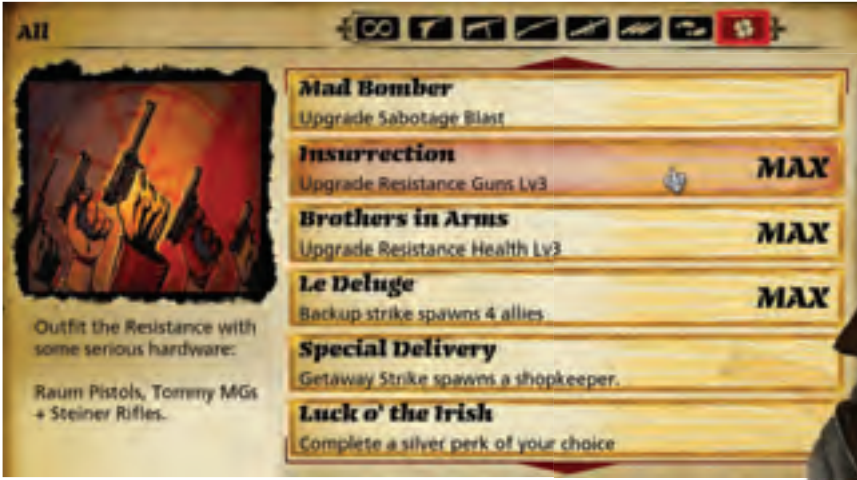 All
Mad Bomber
Upgrade Sabotage Blast
Insurrection
Upgrade Resistance Guns Lv3
MAX
Brothers in Arms
Upgrade Resistance Health Lv3
MAX
Le Deluge
Backup strike spawns 4 allies
MAX
Special Delivery
Getaway Strike spawns a shopkeeper.
Luck o' the Irish
Complete a silver perk of your choice
Outfit the Resistance with
some serious hardware:
Raum Pistols, Tommy MGs
+ Steiner Rifles.